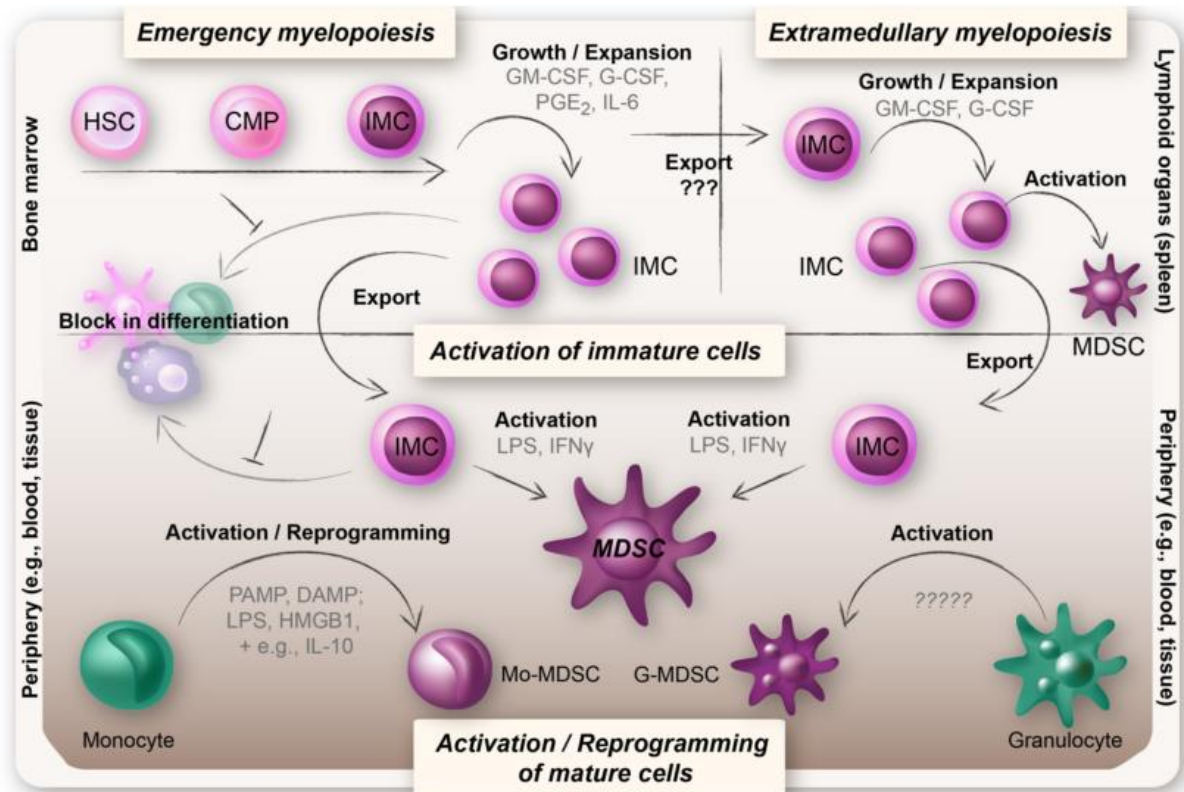 Emergency myelopoiesis
Extramedullary myelopoiesis
Bone marrow
HSC
CMP
IMC
Growth / Expansion
GM-CSF, G-CSF,
PGE₂, IL-6
IMC
Export
???
IMC
Growth / Expansion
GM-CSF, G-CSF
Activation
IMC
MDSC
Lymphoid organs (spleen)
Block in differentiation
Export
Export
Activation of immature cells
Periphery (e.g., blood, tissue)
IMC
Activation
LPS, IFNγ
Activation
LPS, IFNγ
IMC
MDSC
Periphery (e.g., blood, tissue)
Activation / Reprogramming
PAMP, DAMP;
LPS, HMGB1,
+ e.g., IL-10
Monocyte
Mo-MDSC
G-MDSC
Activation
?????
Granulocyte
Activation / Reprogramming
of mature cells